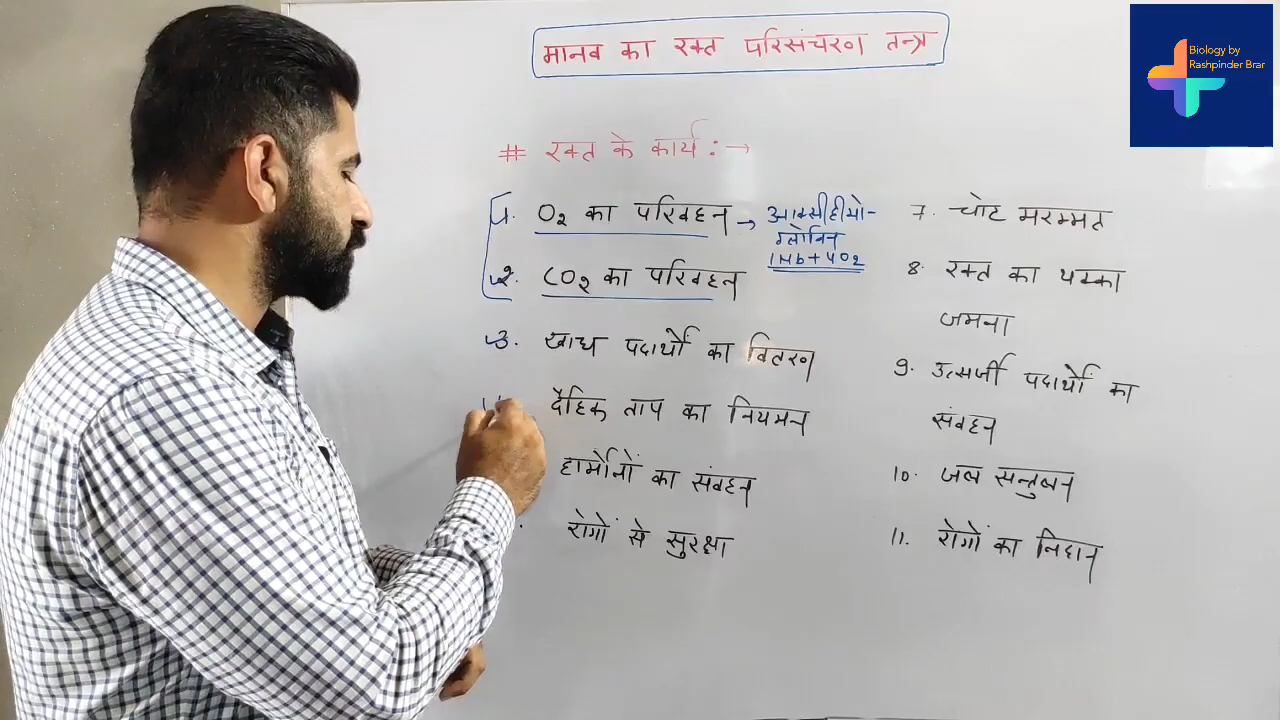 मानव का रक्त परिसंचरण तन्त्र
Biology by
Rashpinder Brar
# रक्त के कार्य : →
1. O₂ का परिवहन → आक्सीहीमो-
ग्लोबिन
1Hb + 4O₂
2. CO₂ का परिवहन
3. खाद्य पदार्थों का वितरण
दैहिक ताप का नियमन
हार्मोनों का संवहन
रोगों से सुरक्षा
7. चोट मरम्मत
8. रक्त का थक्का
जमना
9. उत्सर्जी पदार्थों का
संवहन
10. जल सन्तुलन
11. रोगों का निदान